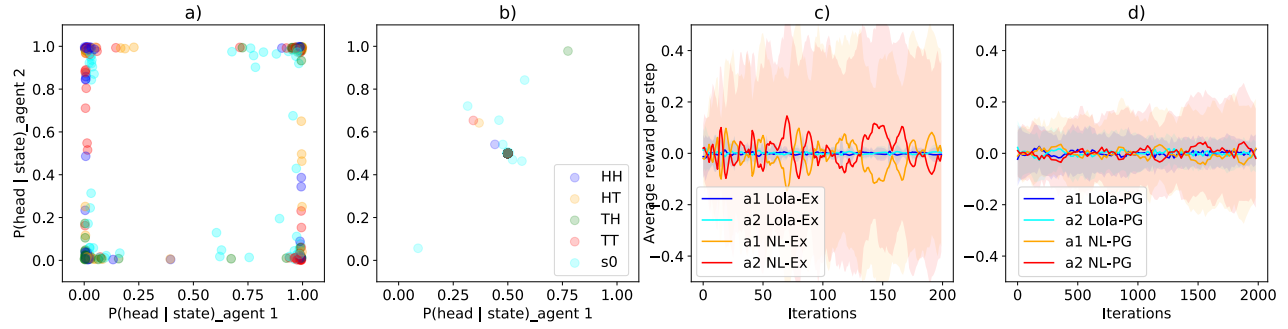 a)
P(head | state)_agent 2
1.0
0.8
0.6
0.4
0.2
0.0
0.00 0.25 0.50 0.75 1.00
P(head | state)_agent 1
b)
1.0
0.8
0.6
0.4
0.2
0.0
HH
HT
TH
TT
s0
0.00 0.25 0.50 0.75 1.00
P(head | state)_agent 1
c)
Average reward per step
0.4
0.2
0.0
−0.2
−0.4
a1 Lola-Ex
a2 Lola-Ex
a1 NL-Ex
a2 NL-Ex
0 50 100 150 200
Iterations
d)
0.4
0.2
0.0
−0.2
−0.4
a1 Lola-PG
a2 Lola-PG
a1 NL-PG
a2 NL-PG
0 500 1000 1500 2000
Iterations